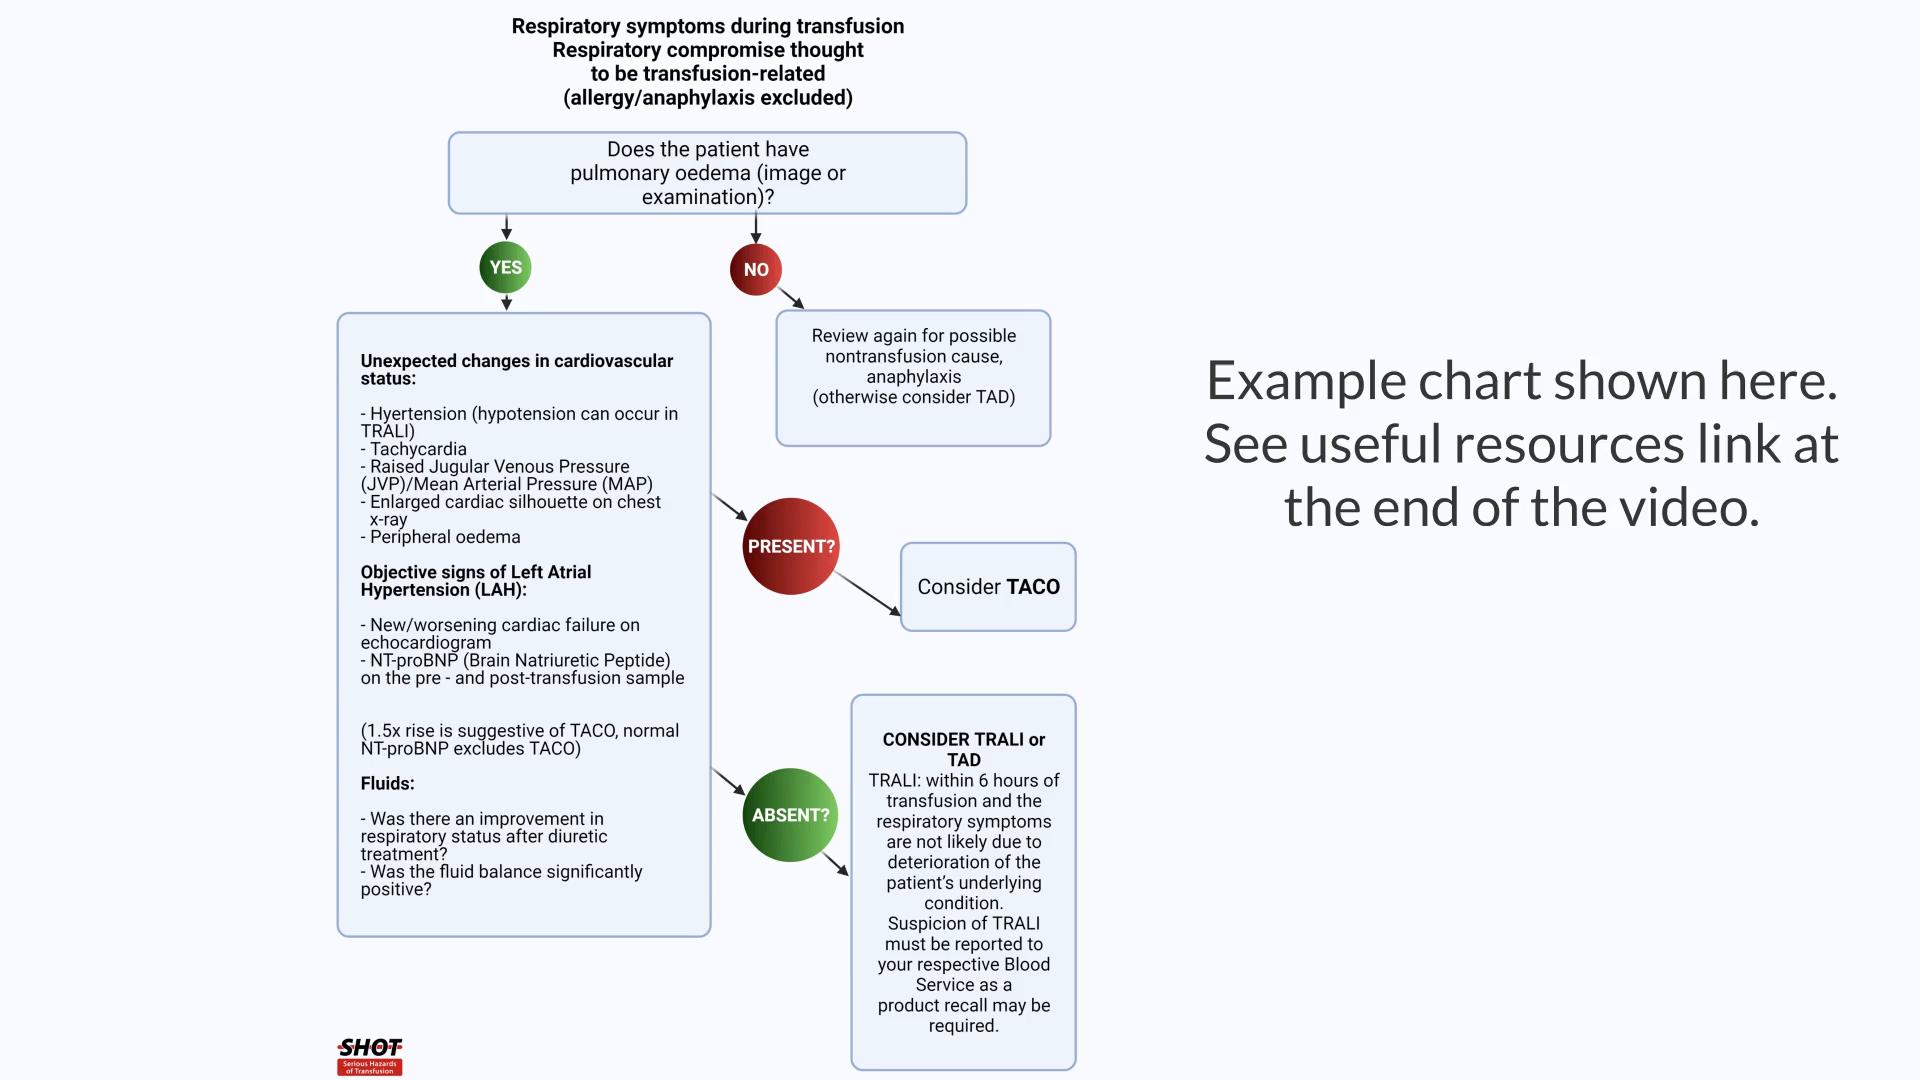 Respiratory symptoms during transfusion
Respiratory compromise thought
to be transfusion-related
(allergy/anaphylaxis excluded)
Does the patient have
pulmonary oedema (image or
examination)?
YES
NO
Review again for possible
nontransfusion cause,
anaphylaxis
(otherwise consider TAD)
Unexpected changes in cardiovascular
status:
- Hyertension (hypotension can occur in
TRALI)
- Tachycardia
- Raised Jugular Venous Pressure
(JVP)/Mean Arterial Pressure (MAP)
- Enlarged cardiac silhouette on chest
x-ray
- Peripheral oedema
Objective signs of Left Atrial
Hypertension (LAH):
- New/worsening cardiac failure on
echocardiogram
- NT-proBNP (Brain Natriuretic Peptide)
on the pre - and post-transfusion sample
(1.5x rise is suggestive of TACO, normal
NT-proBNP excludes TACO)
Fluids:
- Was there an improvement in
respiratory status after diuretic
treatment?
- Was the fluid balance significantly
positive?
PRESENT?
Consider TACO
ABSENT?
CONSIDER TRALI or
TAD
TRALI: within 6 hours of
transfusion and the
respiratory symptoms
are not likely due to
deterioration of the
patient’s underlying
condition.
Suspicion of TRALI
must be reported to
your respective Blood
Service as a
product recall may be
required.
Example chart shown here.
See useful resources link at
the end of the video.
SHOT
Serious Hazards
of Transfusion